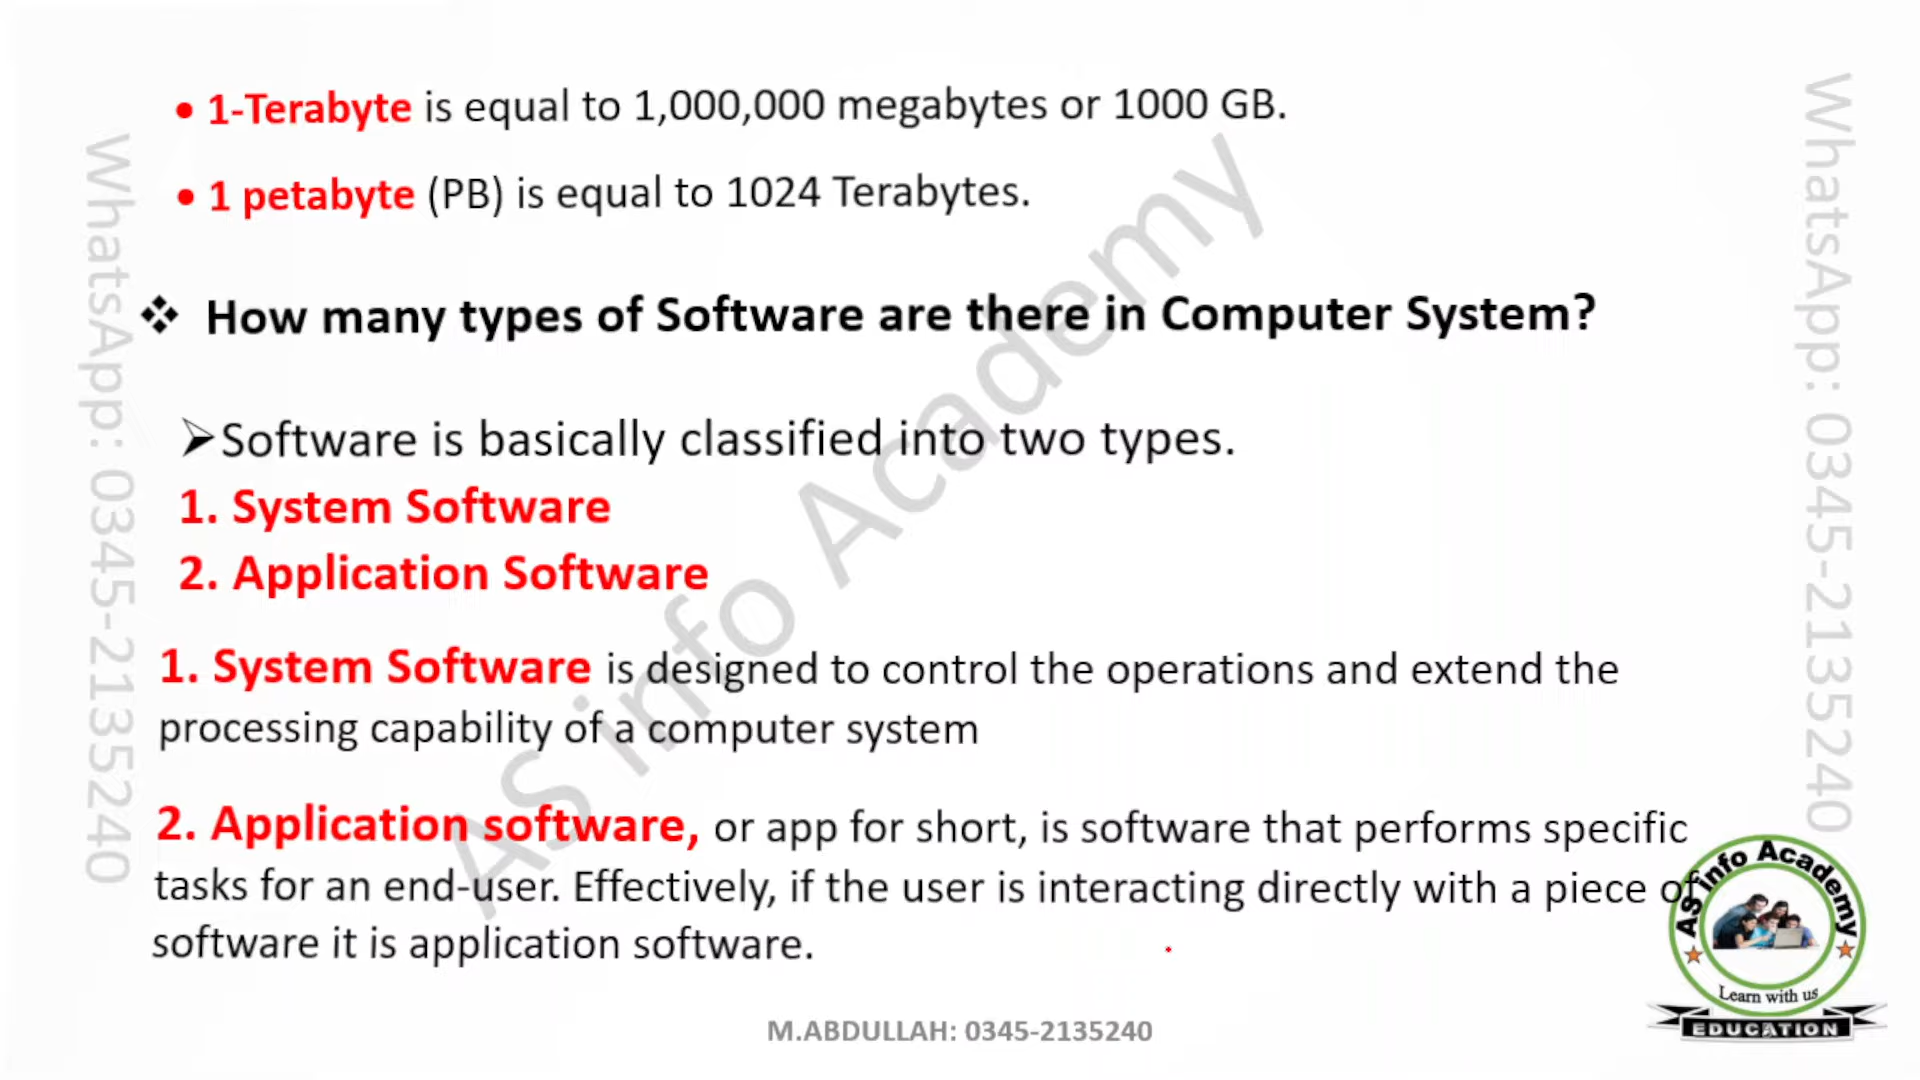 • 1-Terabyte is equal to 1,000,000 megabytes or 1000 GB.
• 1 petabyte (PB) is equal to 1024 Terabytes.
❖ How many types of Software are there in Computer System?
➢Software is basically classified into two types.
1. System Software
2. Application Software
1. System Software is designed to control the operations and extend the
processing capability of a computer system
2. Application software, or app for short, is software that performs specific
tasks for an end-user. Effectively, if the user is interacting directly with a piece of
software it is application software.
M.ABDULLAH: 0345-2135240
WhatsApp: 0345-2135240
WhatsApp: 0345-2135240
AS info Academy
AS info Academy
Learn with us
EDUCATION